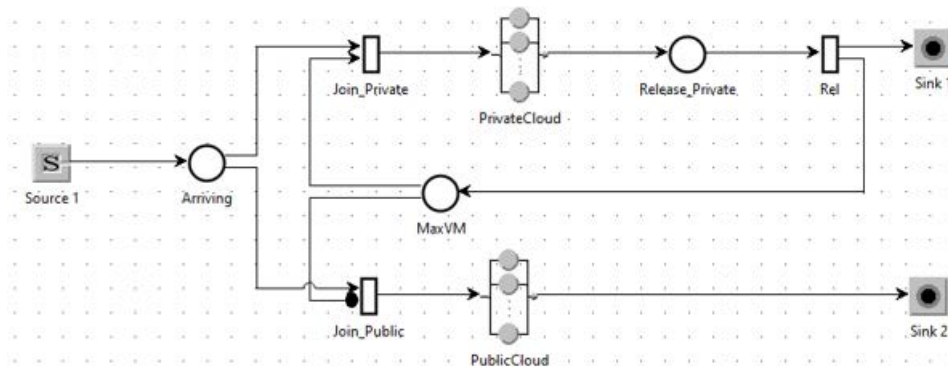 Join_Private
PrivateCloud
Release_Private
Rel
Sink 1
S
Source 1
Arriving
MaxVM
Join_Public
PublicCloud
Sink 2